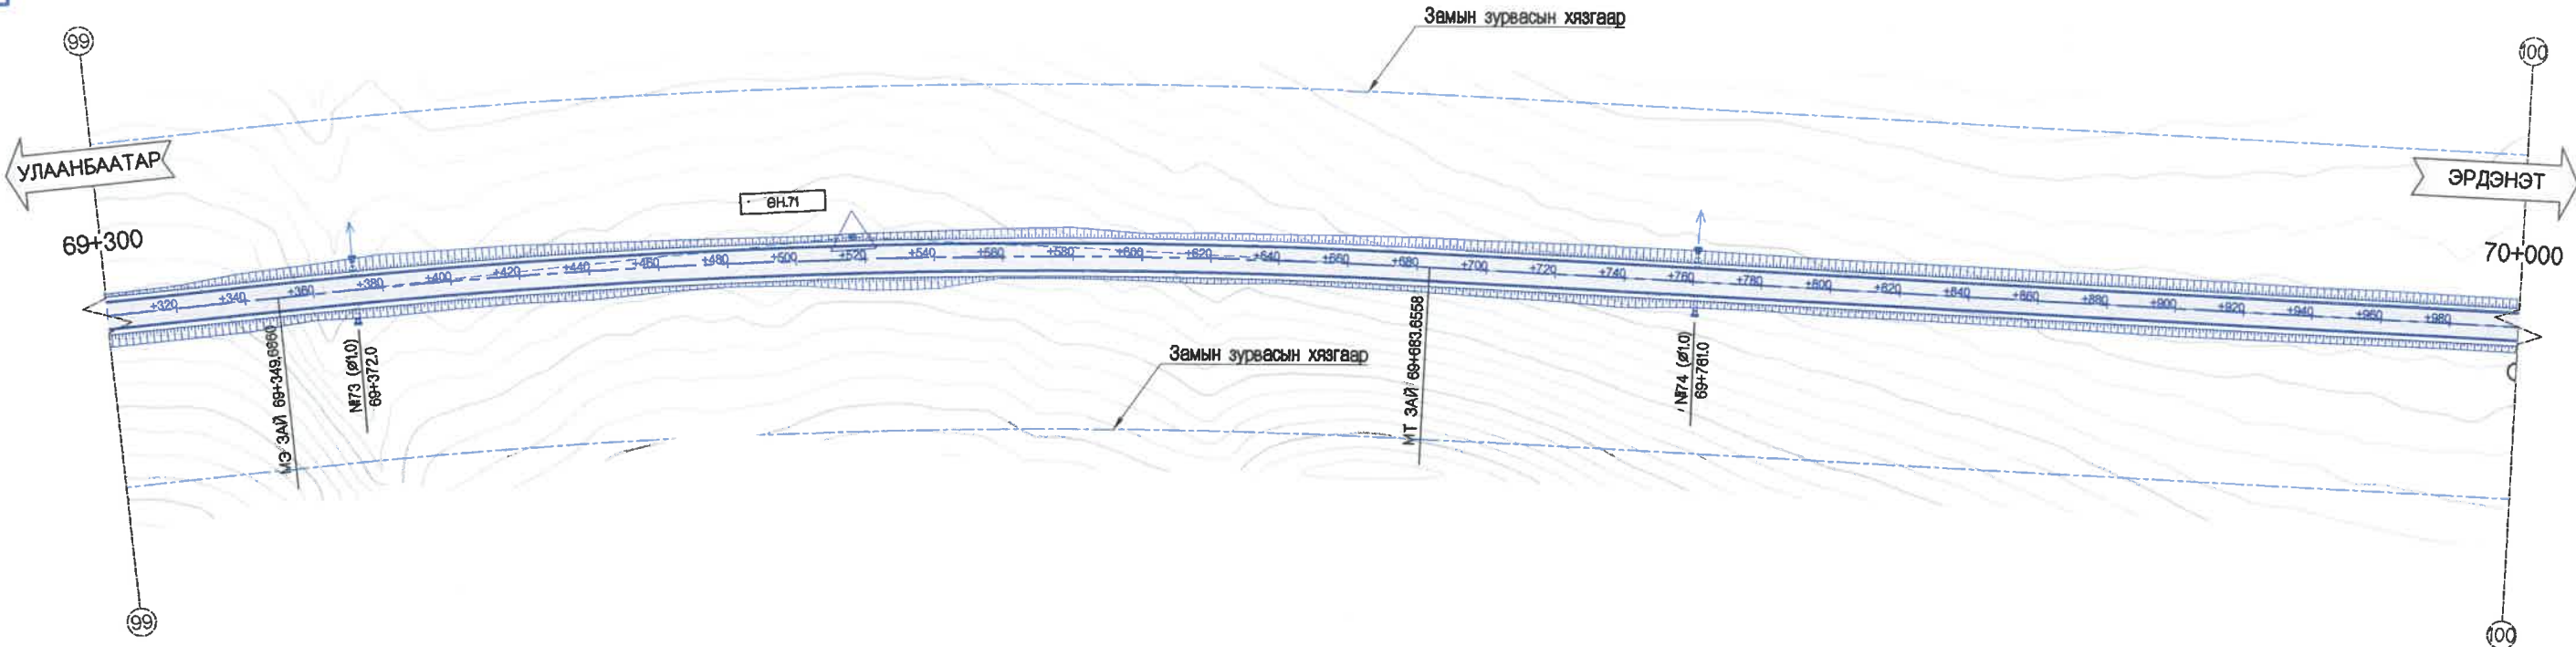 Замын зурвасын хязгаар
99
100
УЛААНБААТАР
ЭРДЭНЭТ
ӨН.71
69+300
70+000
+320 +340 +360 +380 +400 +420 +440 +460 +480 +500 +520 +540 +560 +580 +600 +620 +640 +660 +680 +700 +720 +740 +760 +780 +800 +820 +840 +860 +880 +900 +920 +940 +960 +980
МЭ ЗАЙ 69+349.6660
№73 (ø1.0)
69+372.0
Замын зурвасын хязгаар
МТ ЗАЙ 69+683.6558
№74 (ø1.0)
69+761.0
99
100